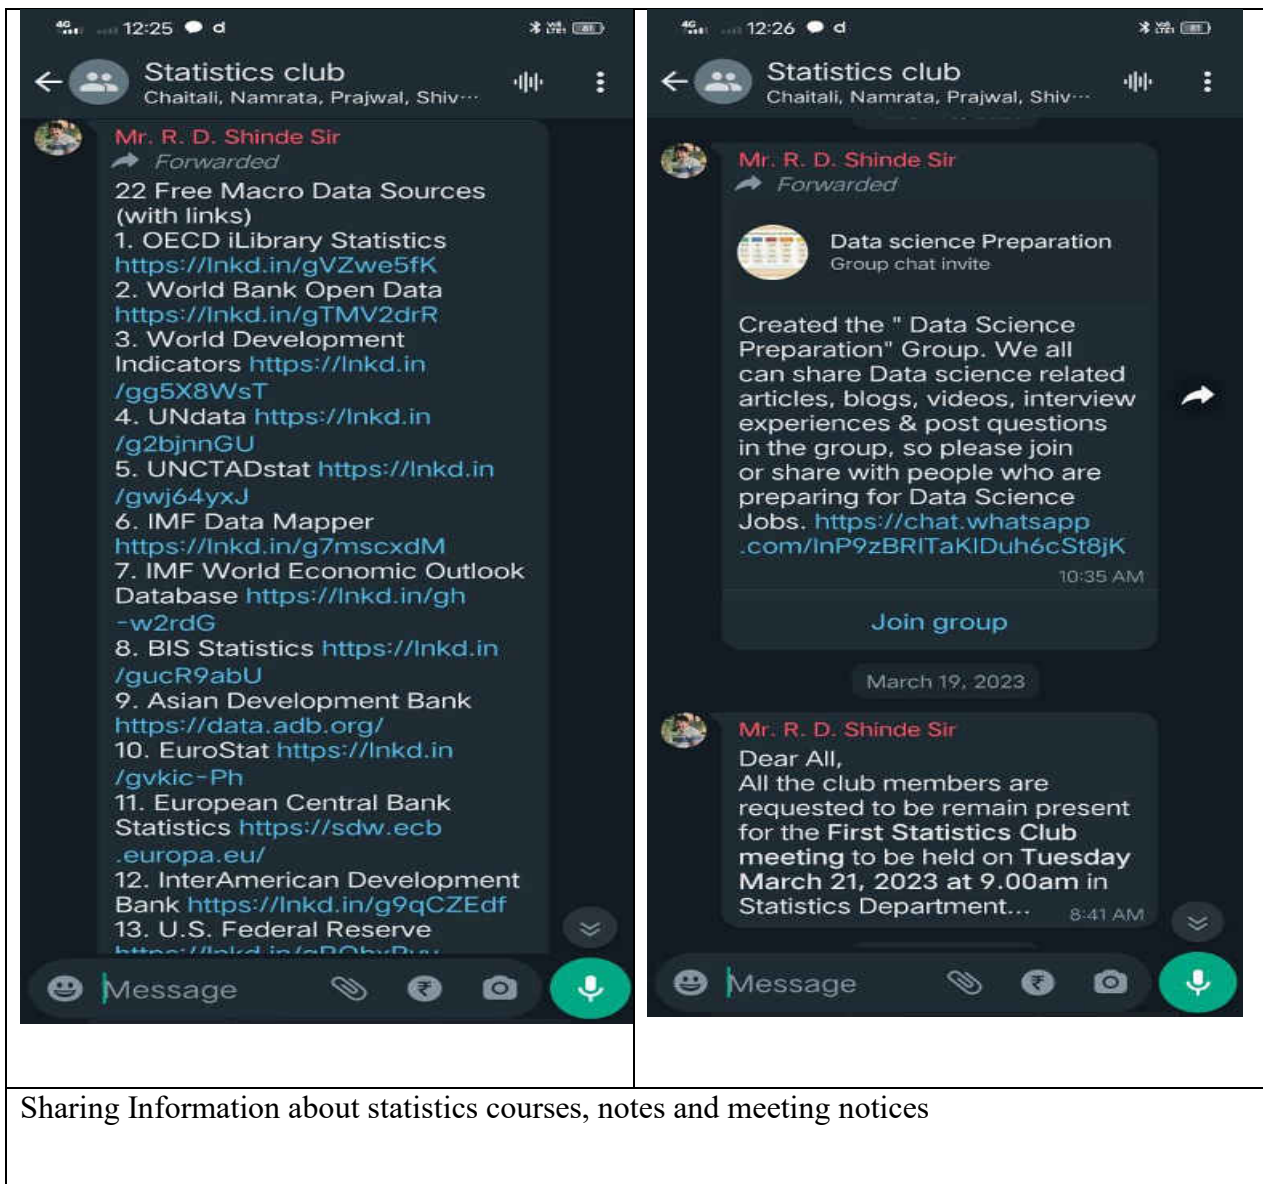 4G 12:25 d
Statistics club
Chaitali, Namrata, Prajwal, Shiv...
Mr. R. D. Shinde Sir
Forwarded
22 Free Macro Data Sources
(with links)
1. OECD iLibrary Statistics
https://lnkd.in/gVZwe5fK
2. World Bank Open Data
https://lnkd.in/gTMV2drR
3. World Development
Indicators https://lnkd.in
/gg5X8WsT
4. UNdata https://lnkd.in
/g2bjnnGU
5. UNCTADstat https://lnkd.in
/gwj64yxJ
6. IMF Data Mapper
https://lnkd.in/g7mscxdM
7. IMF World Economic Outlook
Database https://lnkd.in/gh
-w2rdG
8. BIS Statistics https://lnkd.in
/gucR9abU
9. Asian Development Bank
https://data.adb.org/
10. EuroStat https://lnkd.in
/gvkic-Ph
11. European Central Bank
Statistics https://sdw.ecb
.europa.eu/
12. InterAmerican Development
Bank https://lnkd.in/g9qCZEdf
13. U.S. Federal Reserve
Message
4G 12:26 d
Statistics club
Chaitali, Namrata, Prajwal, Shiv...
Mr. R. D. Shinde Sir
Forwarded
Data science Preparation
Group chat invite
Created the " Data Science
Preparation" Group. We all
can share Data science related
articles, blogs, videos, interview
experiences & post questions
in the group, so please join
or share with people who are
preparing for Data Science
Jobs. https://chat.whatsapp
.com/InP9zBRITaKIDuh6cSt8jK
10:35 AM
Join group
March 19, 2023
Mr. R. D. Shinde Sir
Dear All,
All the club members are
requested to be remain present
for the First Statistics Club
meeting to be held on Tuesday
March 21, 2023 at 9.00am in
Statistics Department... 8:41 AM
Message
Sharing Information about statistics courses, notes and meeting notices